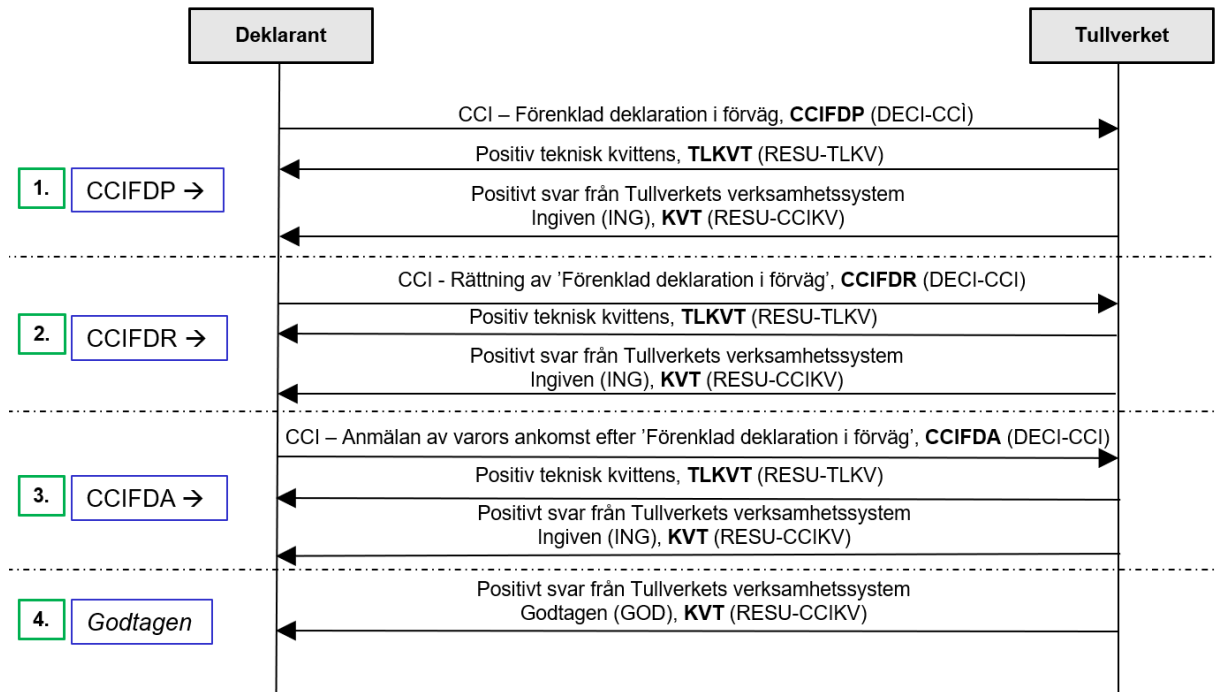 Deklarant
Tullverket
CCI – Förenklad deklaration i förväg, CCIFDP (DECI-CCÌ)
Positiv teknisk kvittens, TLKVT (RESU-TLKV)
1.
CCIFDP →
Positivt svar från Tullverkets verksamhetssystem
Ingiven (ING), KVT (RESU-CCIKV)
CCI - Rättning av ’Förenklad deklaration i förväg’, CCIFDR (DECI-CCI)
Positiv teknisk kvittens, TLKVT (RESU-TLKV)
2.
CCIFDR →
Positivt svar från Tullverkets verksamhetssystem
Ingiven (ING), KVT (RESU-CCIKV)
CCI – Anmälan av varors ankomst efter ’Förenklad deklaration i förväg’, CCIFDA (DECI-CCI)
Positiv teknisk kvittens, TLKVT (RESU-TLKV)
3.
CCIFDA →
Positivt svar från Tullverkets verksamhetssystem
Ingiven (ING), KVT (RESU-CCIKV)
Positivt svar från Tullverkets verksamhetssystem
4.
Godtagen
Godtagen (GOD), KVT (RESU-CCIKV)